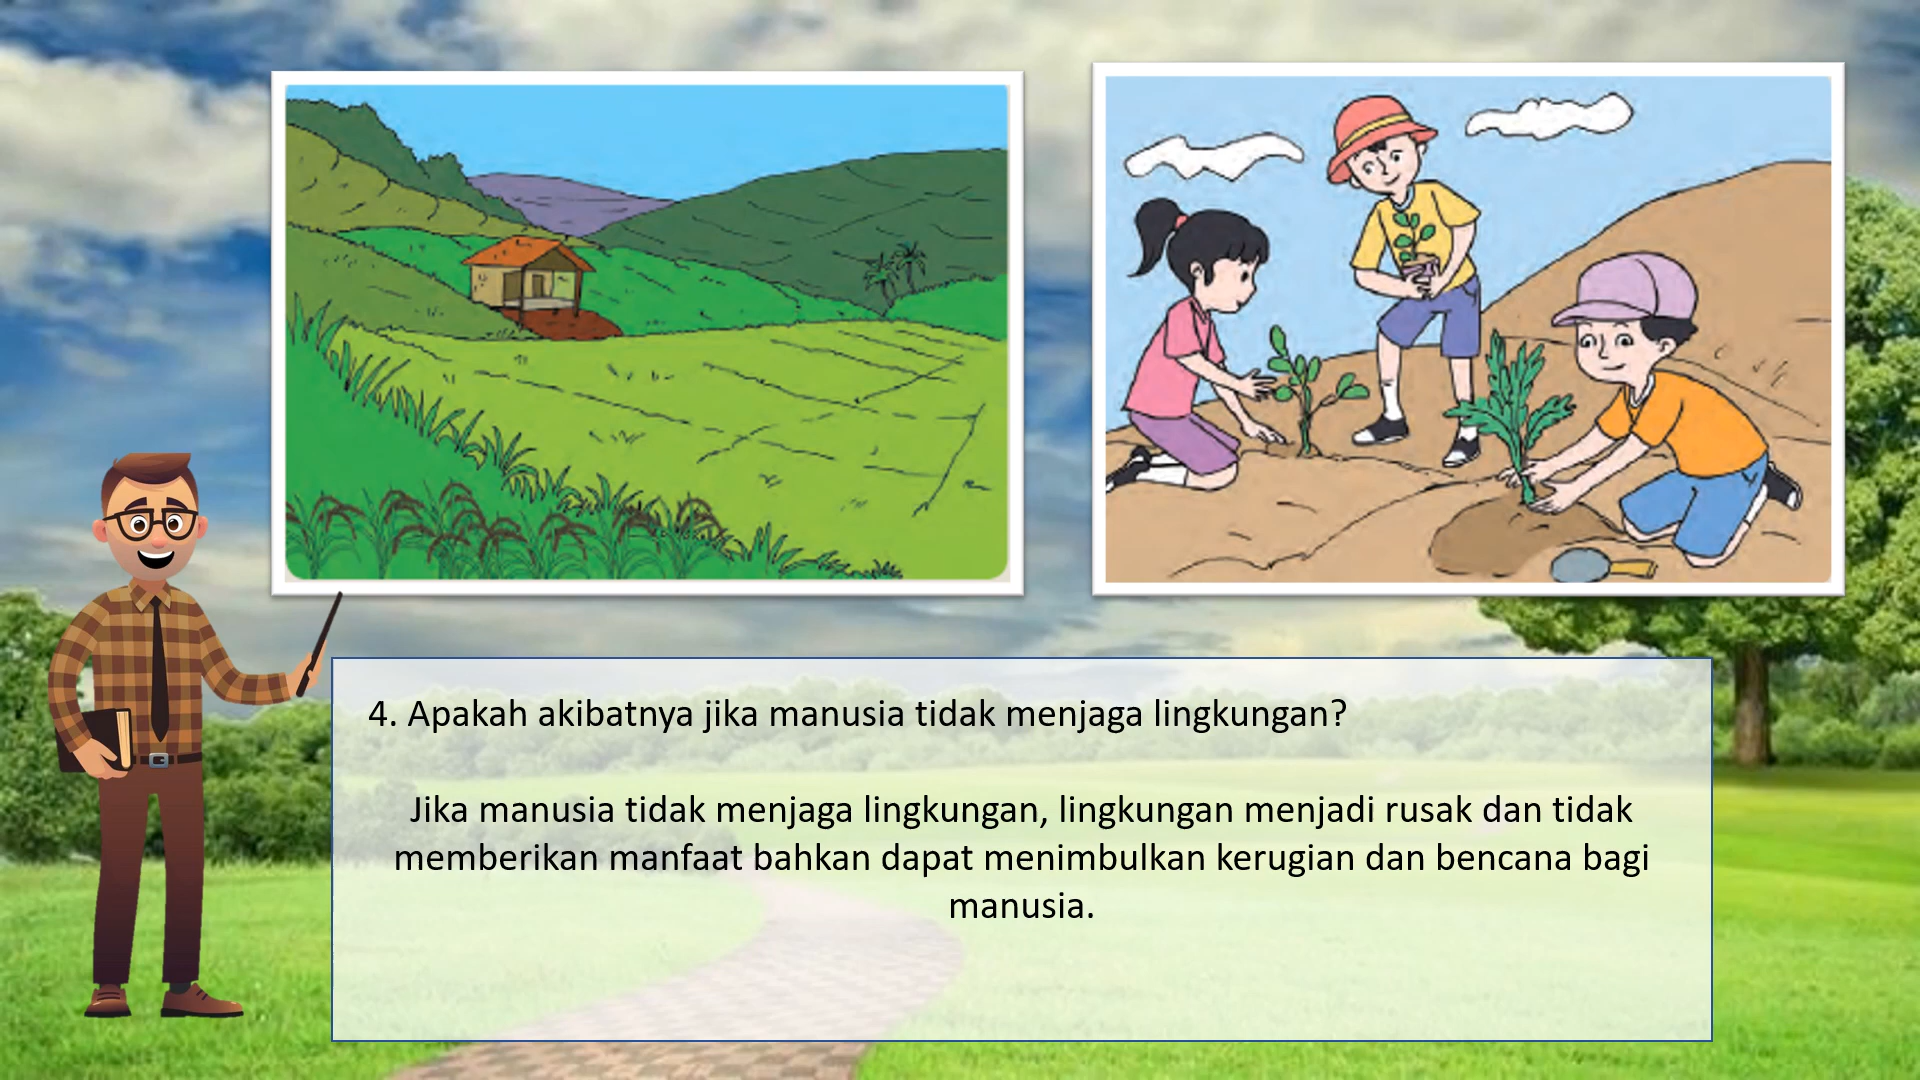 4. Apakah akibatnya jika manusia tidak menjaga lingkungan?
Jika manusia tidak menjaga lingkungan, lingkungan menjadi rusak dan tidak
memberikan manfaat bahkan dapat menimbulkan kerugian dan bencana bagi
manusia.